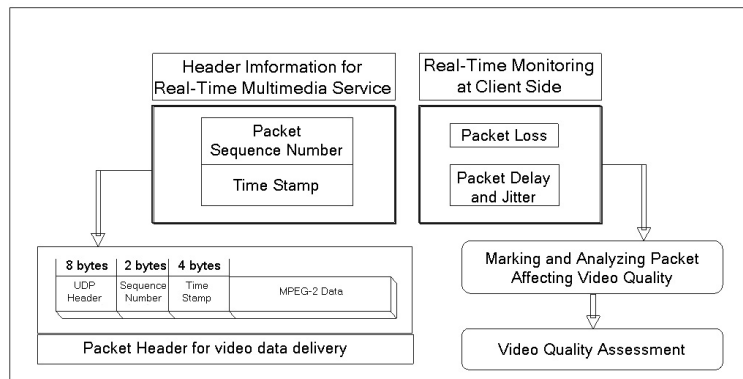 Header Imformation for
Real-Time Multimedia Service
Packet
Sequence Number
Time Stamp
Real-Time Monitoring
at Client Side
Packet Loss
Packet Delay
and Jitter
8 bytes 2 bytes 4 bytes
UDP
Header
Sequence
Number
Time
Stamp
MPEG-2 Data
Packet Header for video data delivery
Marking and Analyzing Packet
Affecting Video Quality
Video Quality Assessment